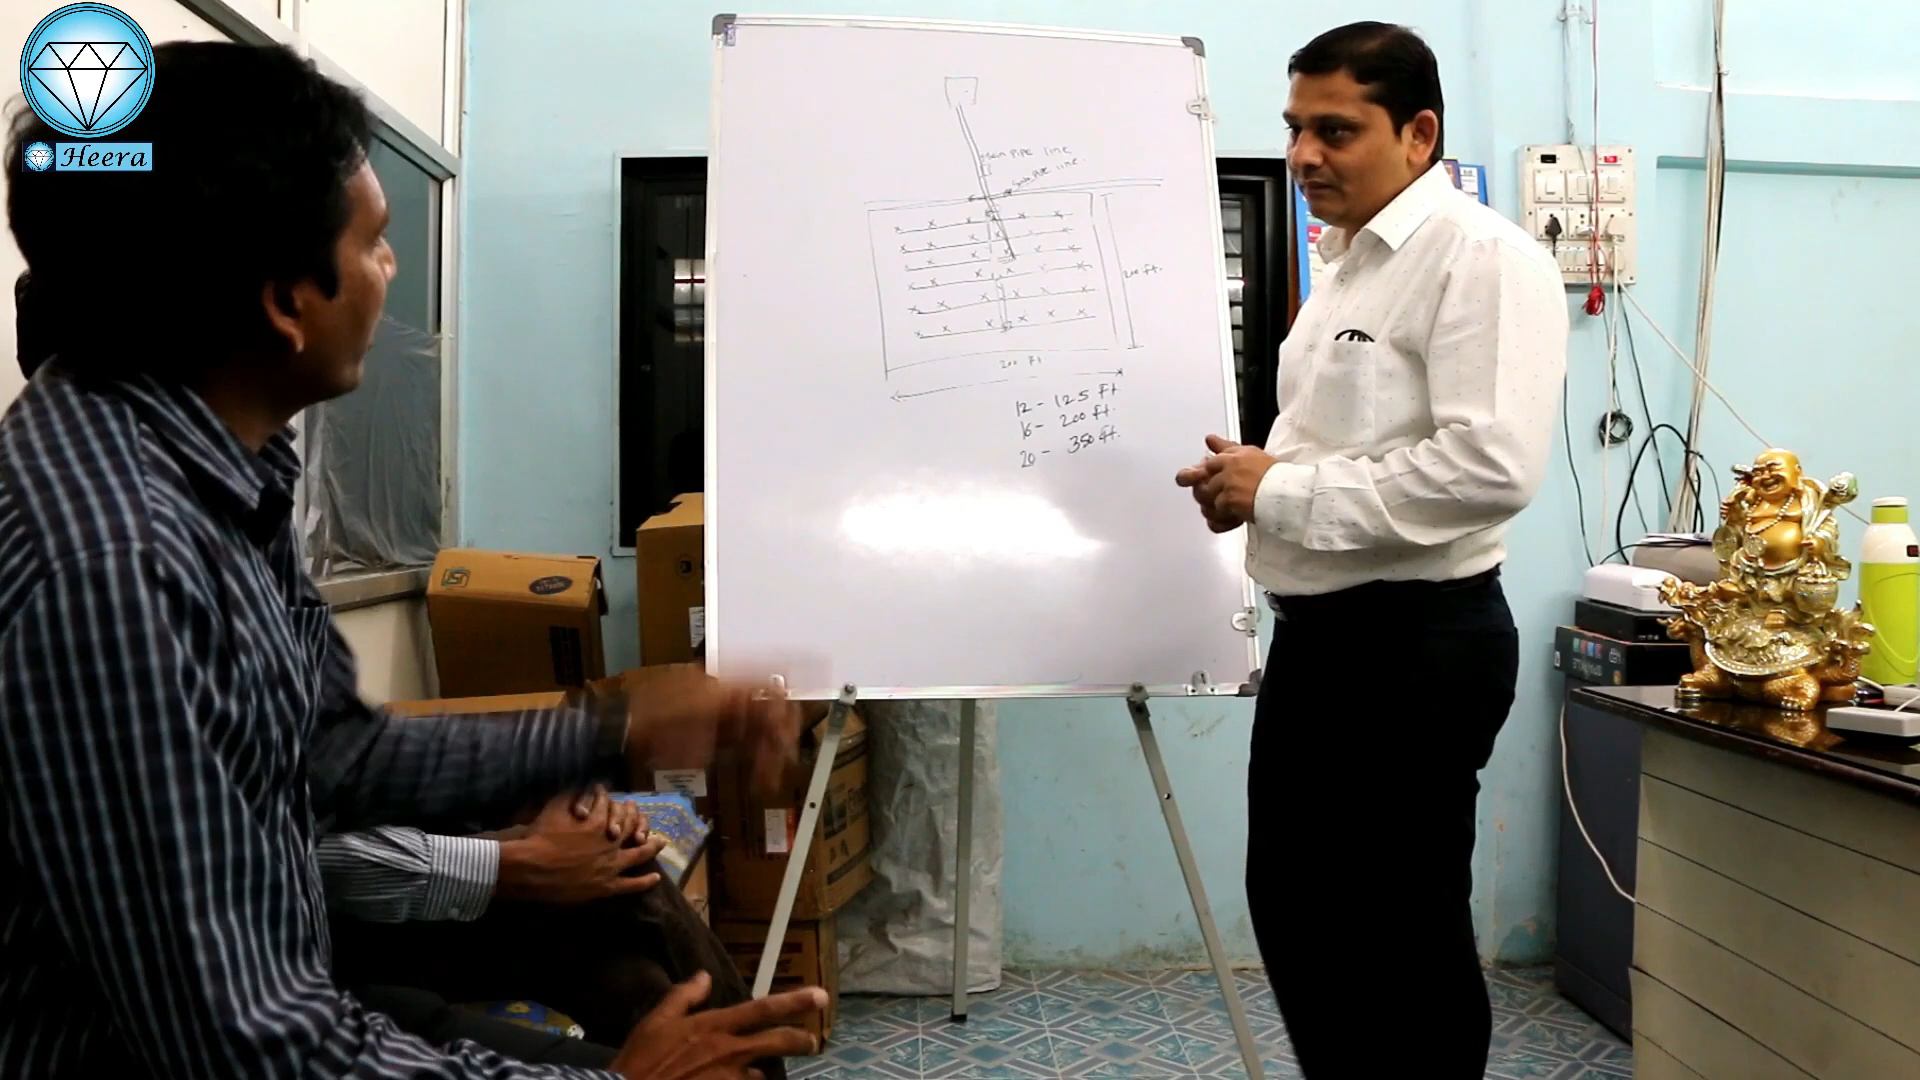 Heera
Main Pipe line
Sub Pipe line.
200 ft.
200 Ft
12 - 125 Ft
16 - 200 Ft.
20 - 350 Ft.